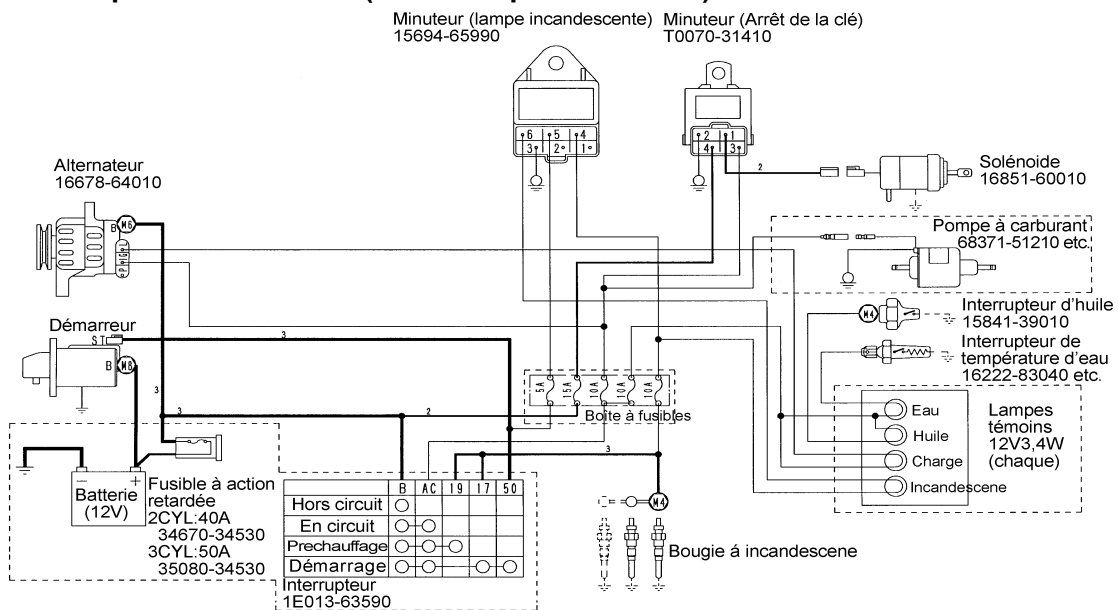 Minuteur (lampe incandescente)
15694-65990
Minuteur (Arrêt de la clé)
T0070-31410
6 5 4
3 2 1
2 1
4 3
2
Alternateur
16678-64010
B M6
L
IG
P
Solénoide
16851-60010
Pompe à carburant
68371-51210 etc.
Démarreur
ST
3
B M8
M4
Interrupteur d'huile
15841-39010
Interrupteur de
température d'eau
16222-83040 etc.
5A 15A 10A 10A 10A
Boîte à fusibles
3
3
2
3
Eau
Huile
Charge
Incandescene
Lampes
témoins
12V3,4W
(chaque)
Batterie
(12V)
− +
Fusible à action
retardée
2CYL:40A
34670-34530
3CYL:50A
35080-34530
B AC 19 17 50
Hors circuit
En circuit
Prechauffage
Démarrage
Interrupteur
1E013-63590
M4
Bougie á incandescene